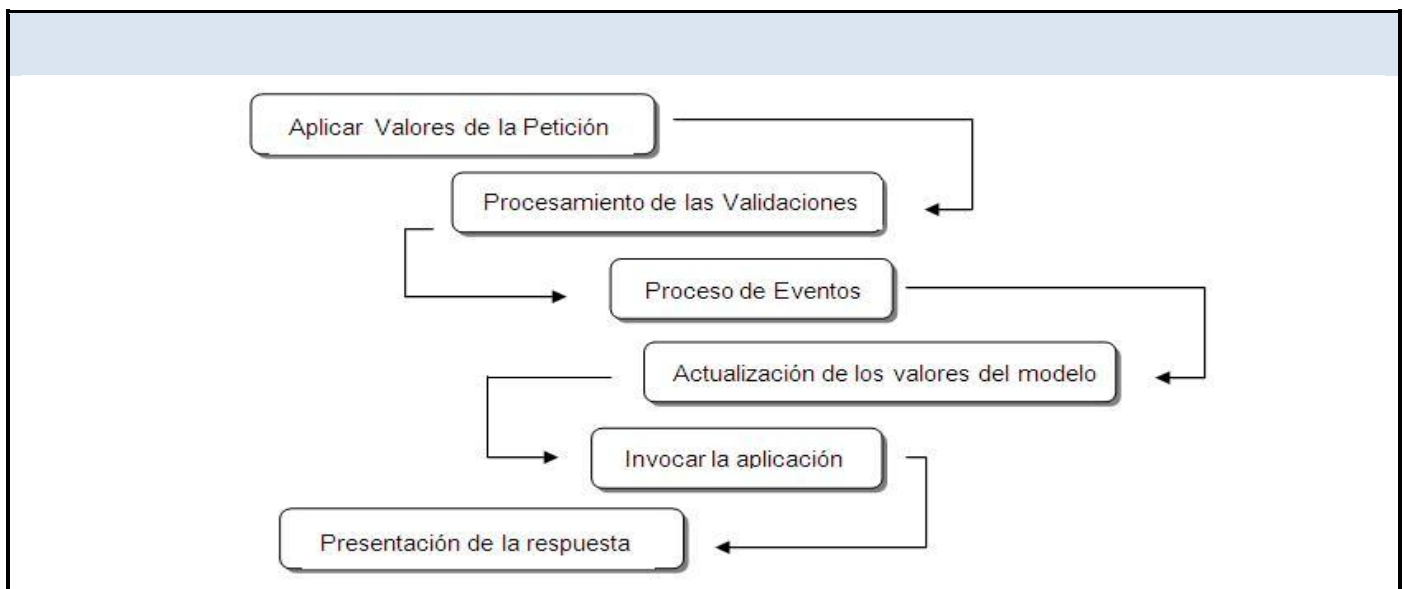 Aplicar Valores de la Petición
Procesamiento de las Validaciones
Proceso de Eventos
Actualización de los valores del modelo
Invocar la aplicación
Presentación de la respuesta